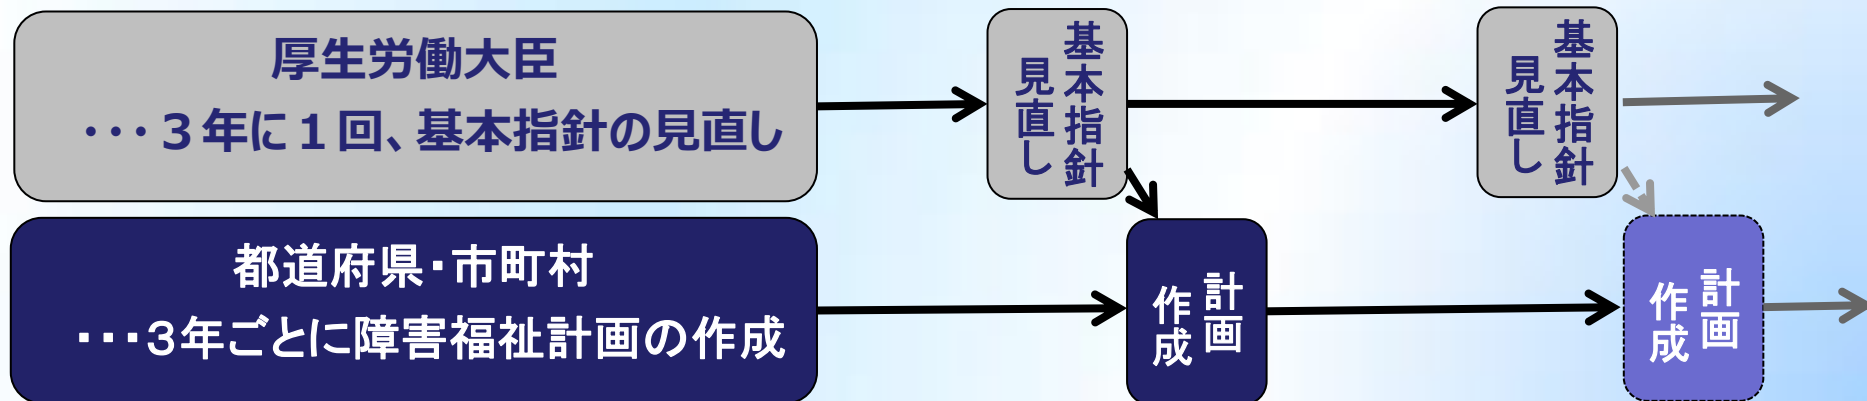 厚生労働大臣
・・・３年に１回、基本指針の見直し
基本指針
見直し
基本指針
見直し
都道府県・市町村
・・・3年ごとに障害福祉計画の作成
計画
作成
計画
作成